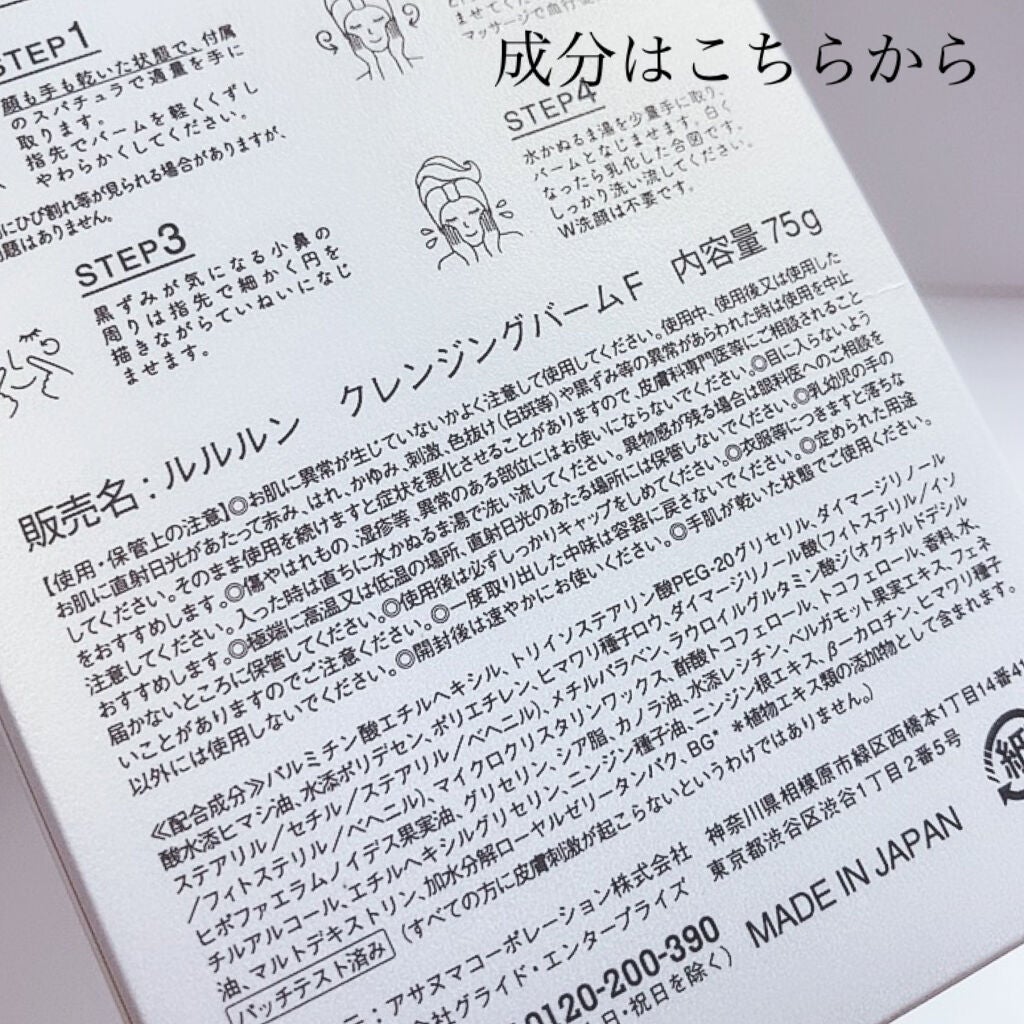 成分はこちらから
STEP1
顔も手も乾いた状態で、付属
のスパチュラで適量を手に
取ります。
指先でバームを軽くくずし
やわらかくしてください。
にひび割れ等が見られる場合がありますが、
問題はありません。
マッサージで血行
STEP3
黒ずみが気になる小鼻の
周りは指先で細かく円を
描きながらていねいになじ
ませます。
STEP4
水かぬるま湯を少量手に取り、
バームとなじませます。白く
なったら乳化した合図です。
しっかり洗い流してください。
W洗顔は不要です。
販売名：ルルルン クレンジングバームF 内容量75g
【使用・保管上の注意】◎お肌に異常が生じていないかよく注意して使用してください。使用中、使用後又は使用した
お肌に直射日光があたって赤み、はれ、かゆみ、刺激、色抜け（白斑等）や黒ずみ等の異常があらわれた時は使用を中止
してください。そのまま使用を続けますと症状を悪化させることがありますので、皮膚科専門医等にご相談されること
をおすすめします。◎傷やはれもの、湿疹等、異常のある部位にはお使いにならないでください。◎目に入らないよう
注意してください。入った時は直ちに水かぬるま湯で洗い流してください。異物感が残る場合は眼科医へのご相談を
おすすめします。◎極端に高温又は低温の場所、直射日光のあたる場所には保管しないでください。◎乳幼児の手の
届かないところに保管してください。◎使用後は必ずしっかりキャップをしめてください。◎衣服等につきますと落ちな
いことがありますのでご注意ください。◎一度取り出した中味は容器に戻さないでください。◎定められた用途
以外には使用しないでください。◎開封後は速やかにお使いください。◎手肌が乾いた状態でご使用ください。
≪配合成分≫パルミチン酸エチルヘキシル、トリイソステアリン酸PEG-20グリセリル、ダイマージリノール
酸水添ヒマシ油、水添ポリデセン、ポリエチレン、ヒマワリ種子ロウ、ダイマージリノール酸（フィトステリル/イソ
ステアリル/セチル/ステアリル/ベヘニル）、メチルパラベン、ラウロイルグルタミン酸ジ（オクチルドデシル
/フィトステリル/ベヘニル）、マイクロクリスタリンワックス、酢酸トコフェロール、トコフェロール、香料、水、
ヒポファエラムノイデス果実油、グリセリン、シア脂、カノラ油、水添レシチン、ベルガモット果実エキス、フェネ
チルアルコール、エチルヘキシルグリセリン、ニンジン種子油、ニンジン根エキス、β－カロチン、ヒマワリ種子
油、マルトデキストリン、加水分解ローヤルゼリータンパク、BG* *植物エキス類の添加物として含まれます。
パッチテスト済み（すべての方に皮膚刺激が起こらないというわけではありません。）
元：アサヌマコーポレーション株式会社 神奈川県相模原市緑区西橋本1丁目14番4
会社グライド・エンタープライズ 東京都渋谷区渋谷1丁目2番5号
0120-200-390 MADE IN JAPAN
日・祝日を除く）
紙